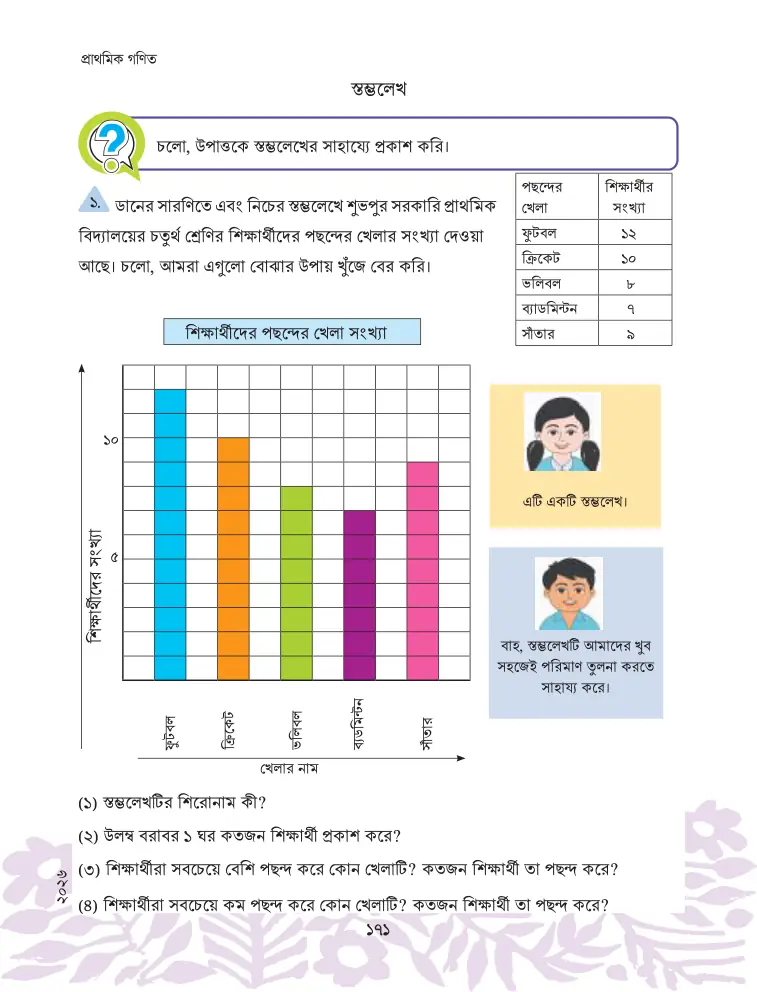 প্রাথমিক গণিত
স্তম্ভলেখ
?
চলো, উপাত্তকে স্তম্ভলেখের সাহায্যে প্রকাশ করি।
১. ডানের সারণিতে এবং নিচের স্তম্ভলেখে শুভপুর সরকারি প্রাথমিক
বিদ্যালয়ের চতুর্থ শ্রেণির শিক্ষার্থীদের পছন্দের খেলার সংখ্যা দেওয়া
আছে। চলো, আমরা এগুলো বোঝার উপায় খুঁজে বের করি।
পছন্দের খেলা শিক্ষার্থীর সংখ্যা
ফুটবল ১২
ক্রিকেট ১০
ভলিবল ৮
ব্যাডমিন্টন ৭
সাঁতার ৯
শিক্ষার্থীদের পছন্দের খেলা সংখ্যা
১০
৫
শিক্ষার্থীদের সংখ্যা
ফুটবল
ক্রিকেট
ভলিবল
ব্যডমিন্টন
সাঁতার
খেলার নাম
এটি একটি স্তম্ভলেখ।
বাহ, স্তম্ভলেখটি আমাদের খুব
সহজেই পরিমাণ তুলনা করতে
সাহায্য করে।
(১) স্তম্ভলেখটির শিরোনাম কী?
(২) উলম্ব বরাবর ১ ঘর কতজন শিক্ষার্থী প্রকাশ করে?
(৩) শিক্ষার্থীরা সবচেয়ে বেশি পছন্দ করে কোন খেলাটি? কতজন শিক্ষার্থী তা পছন্দ করে?
(৪) শিক্ষার্থীরা সবচেয়ে কম পছন্দ করে কোন খেলাটি? কতজন শিক্ষার্থী তা পছন্দ করে?
২০২৬
১৭১